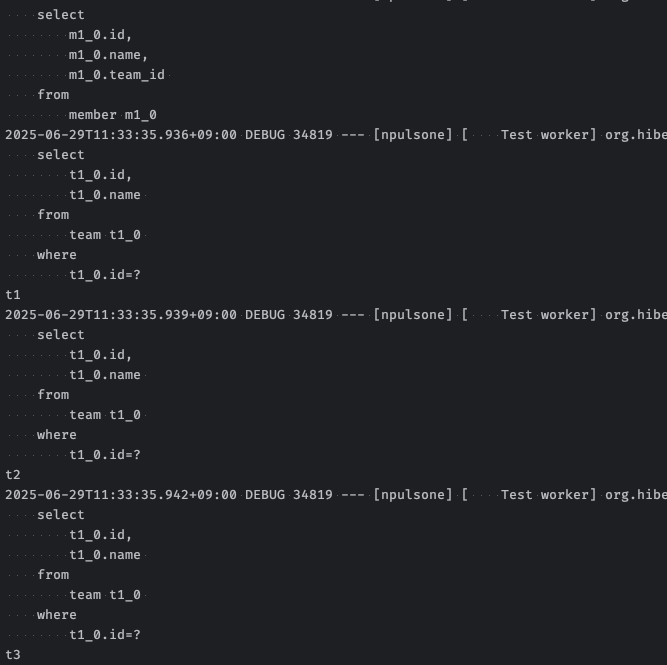 select
m1_0.id,
m1_0.name,
m1_0.team_id
from
member m1_0
2025-06-29T11:33:35.936+09:00 DEBUG 34819 --- [npulsone] [ Test worker] org.hibe
select
t1_0.id,
t1_0.name
from
team t1_0
where
t1_0.id=?
t1
2025-06-29T11:33:35.939+09:00 DEBUG 34819 --- [npulsone] [ Test worker] org.hibe
select
t1_0.id,
t1_0.name
from
team t1_0
where
t1_0.id=?
t2
2025-06-29T11:33:35.942+09:00 DEBUG 34819 --- [npulsone] [ Test worker] org.hibe
select
t1_0.id,
t1_0.name
from
team t1_0
where
t1_0.id=?
t3